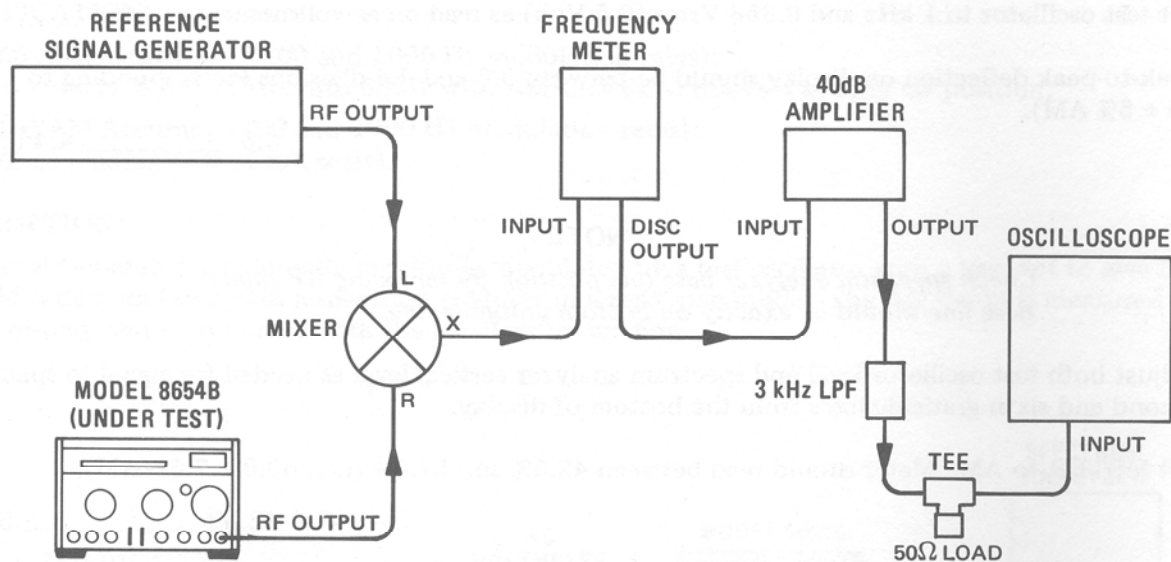 REFERENCE
SIGNAL GENERATOR
RF OUTPUT
FREQUENCY
METER
40dB
AMPLIFIER
INPUT
DISC
OUTPUT
INPUT
OUTPUT
OSCILLOSCOPE
L
MIXER
X
R
3 kHz LPF
MODEL 8654B
(UNDER TEST)
INPUT
TEE
RF OUTPUT
50Ω LOAD